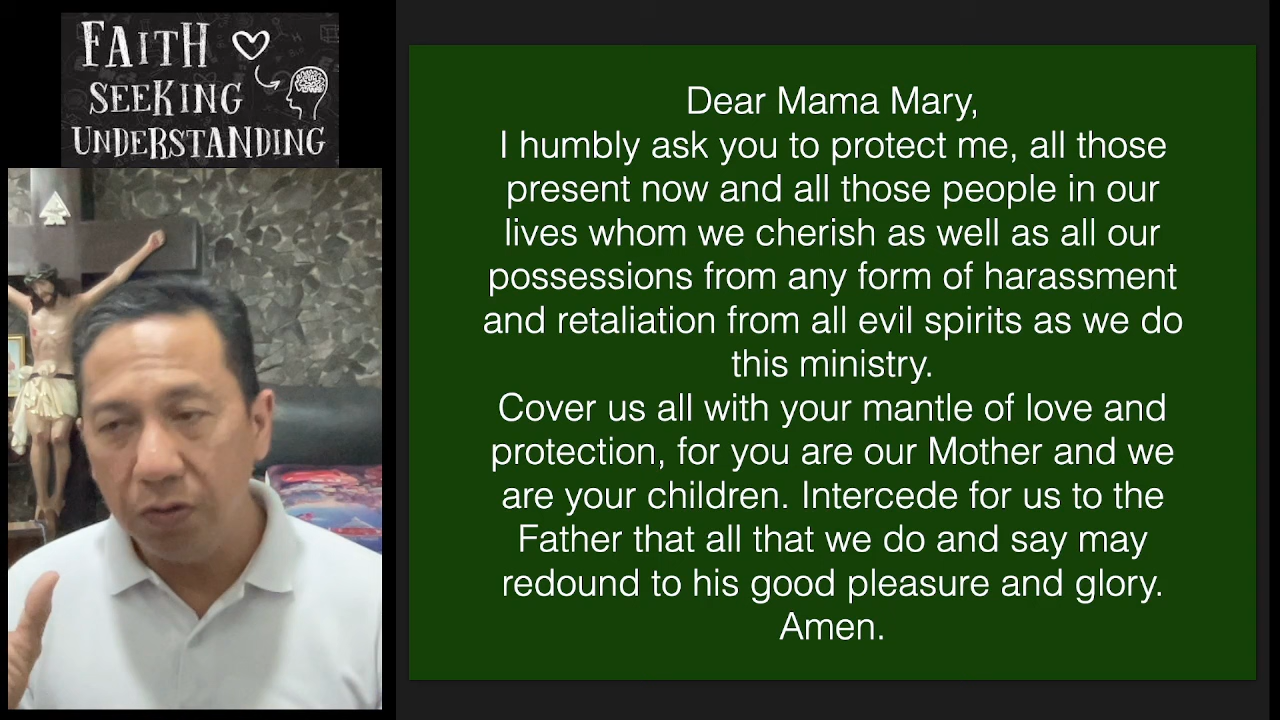 FAITH
SEEKING
UNDERSTANDING
Dear Mama Mary,
I humbly ask you to protect me, all those
present now and all those people in our
lives whom we cherish as well as all our
possessions from any form of harassment
and retaliation from all evil spirits as we do
this ministry.
Cover us all with your mantle of love and
protection, for you are our Mother and we
are your children. Intercede for us to the
Father that all that we do and say may
redound to his good pleasure and glory.
Amen.